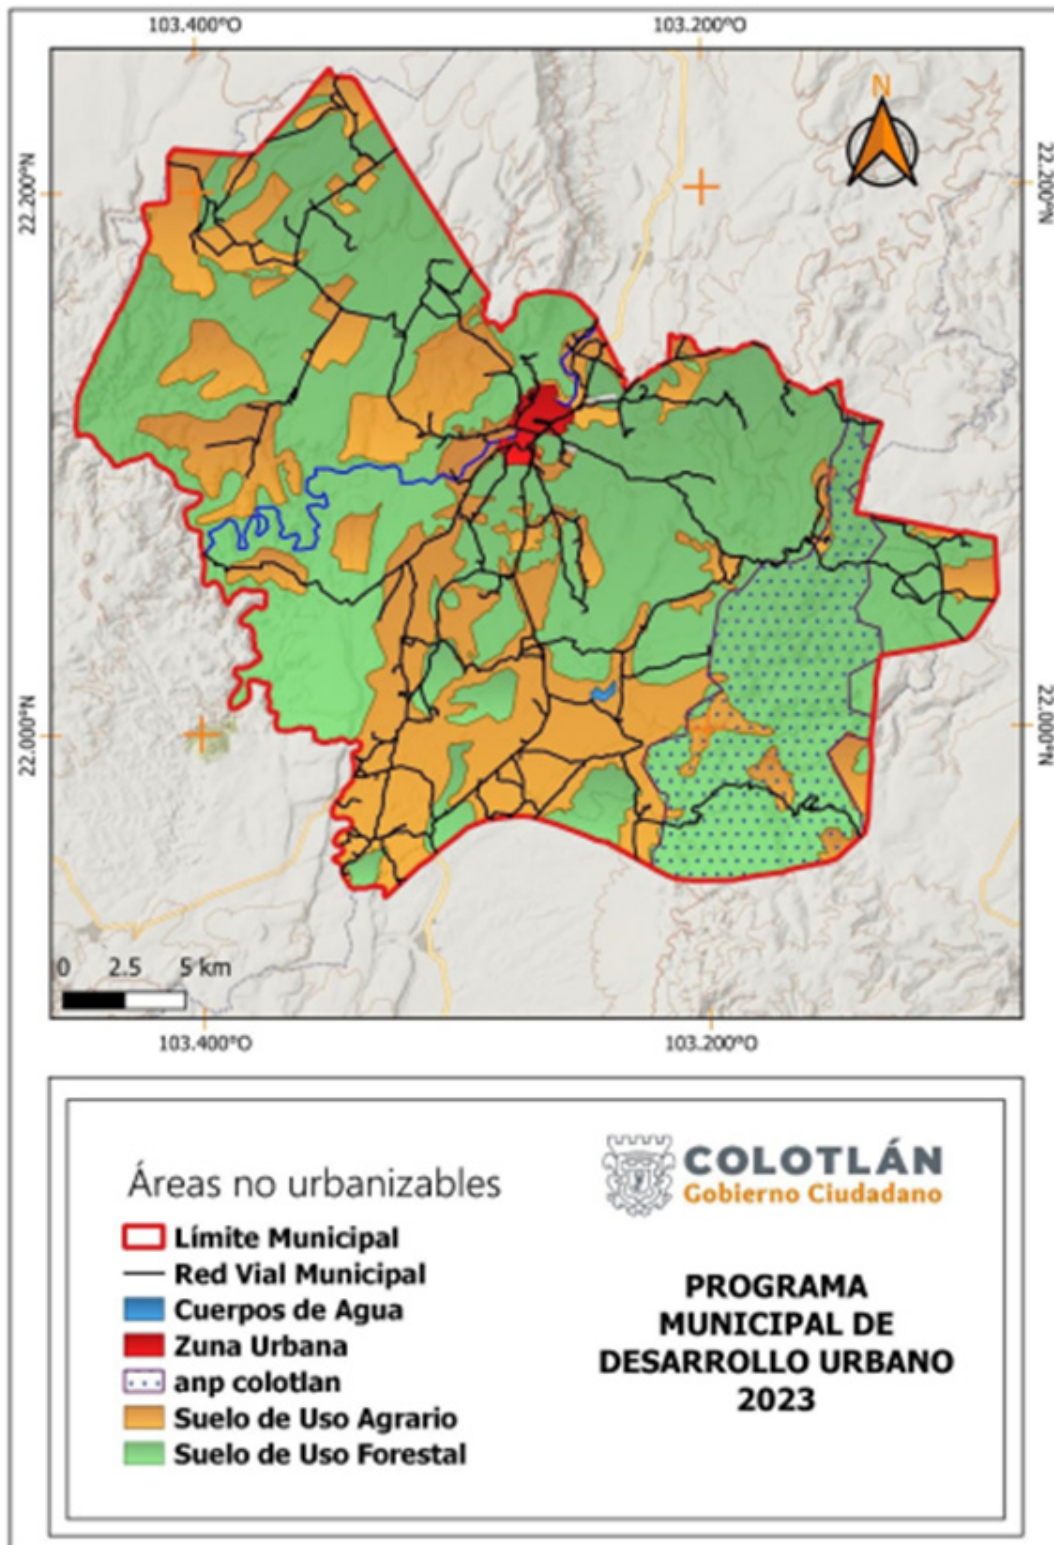 103.400°O 103.200°O
N
22.200°N 22.200°N
22.000°N 22.000°N
0 2.5 5 km
103.400°O 103.200°O
Áreas no urbanizables
Límite Municipal
Red Vial Municipal
Cuerpos de Agua
Zuna Urbana
anp colotlan
Suelo de Uso Agrario
Suelo de Uso Forestal
COLOTLÁN
Gobierno Ciudadano
PROGRAMA
MUNICIPAL DE
DESARROLLO URBANO
2023